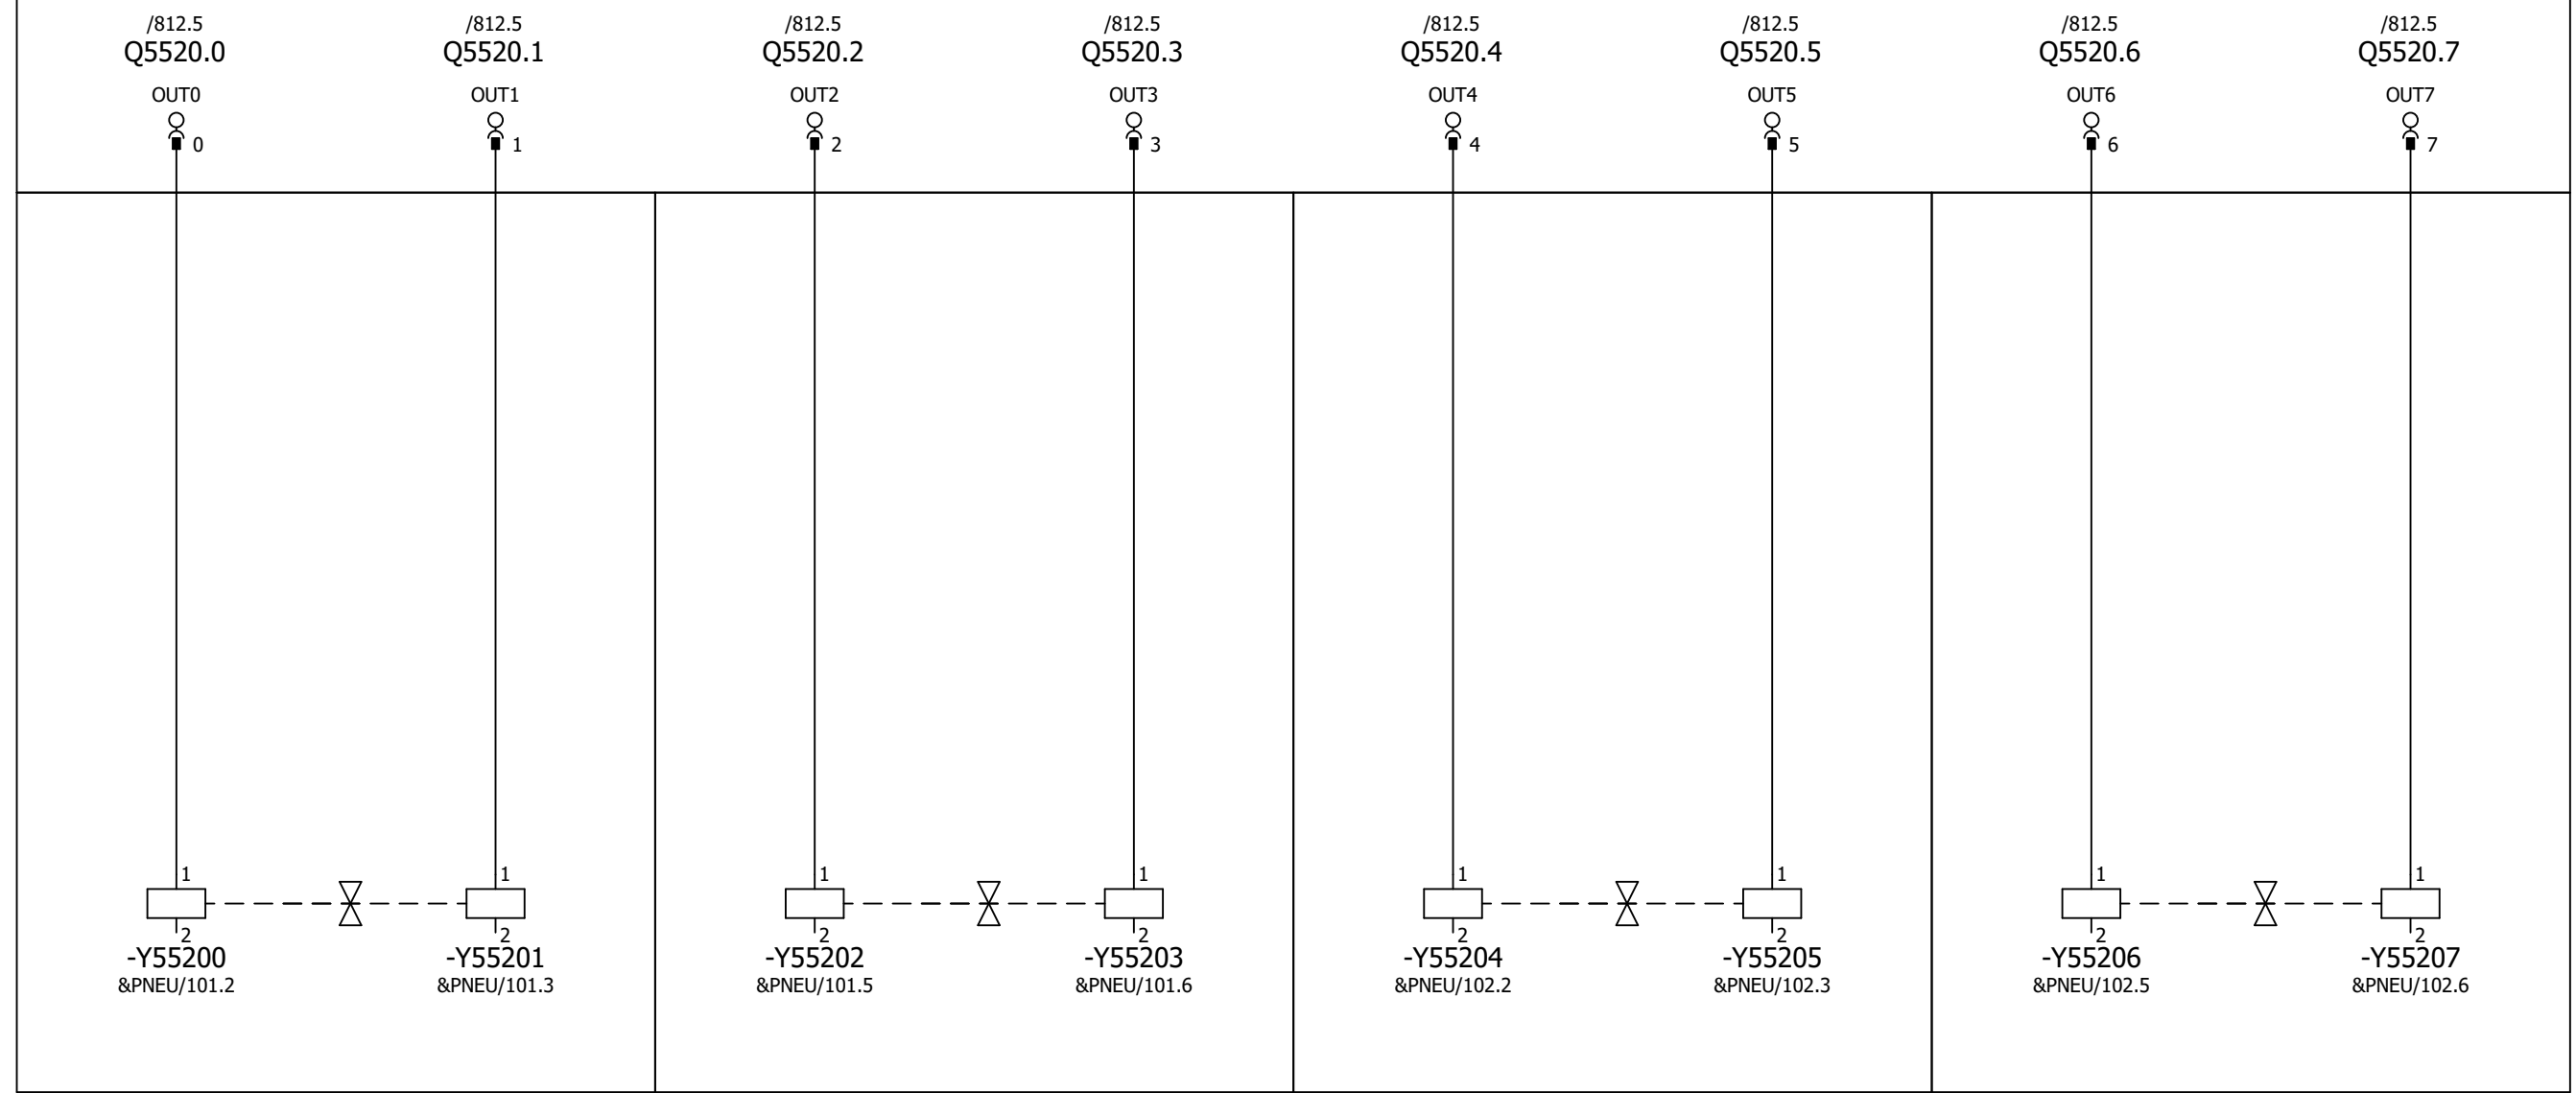 /812.5 /812.5 /812.5 /812.5 /812.5 /812.5 /812.5 /812.5
Q5520.0 Q5520.1 Q5520.2 Q5520.3 Q5520.4 Q5520.5 Q5520.6 Q5520.7
OUT0 OUT1 OUT2 OUT3 OUT4 OUT5 OUT6 OUT7
0 1 2 3 4 5 6 7
1 1 1 1 1 1 1 1
2 2 2 2 2 2 2 2
-Y55200 -Y55201 -Y55202 -Y55203 -Y55204 -Y55205 -Y55206 -Y55207
&PNEU/101.2 &PNEU/101.3 &PNEU/101.5 &PNEU/101.6 &PNEU/102.2 &PNEU/102.3 &PNEU/102.5 &PNEU/102.6